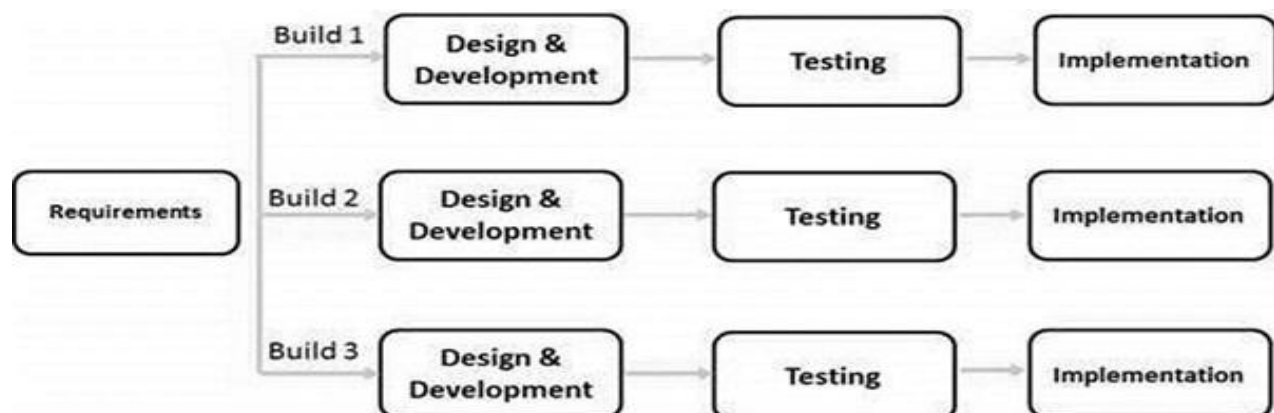 Build 1
Design &
Development
Testing
Implementation
Requirements
Build 2
Design &
Development
Testing
Implementation
Build 3
Design &
Development
Testing
Implementation